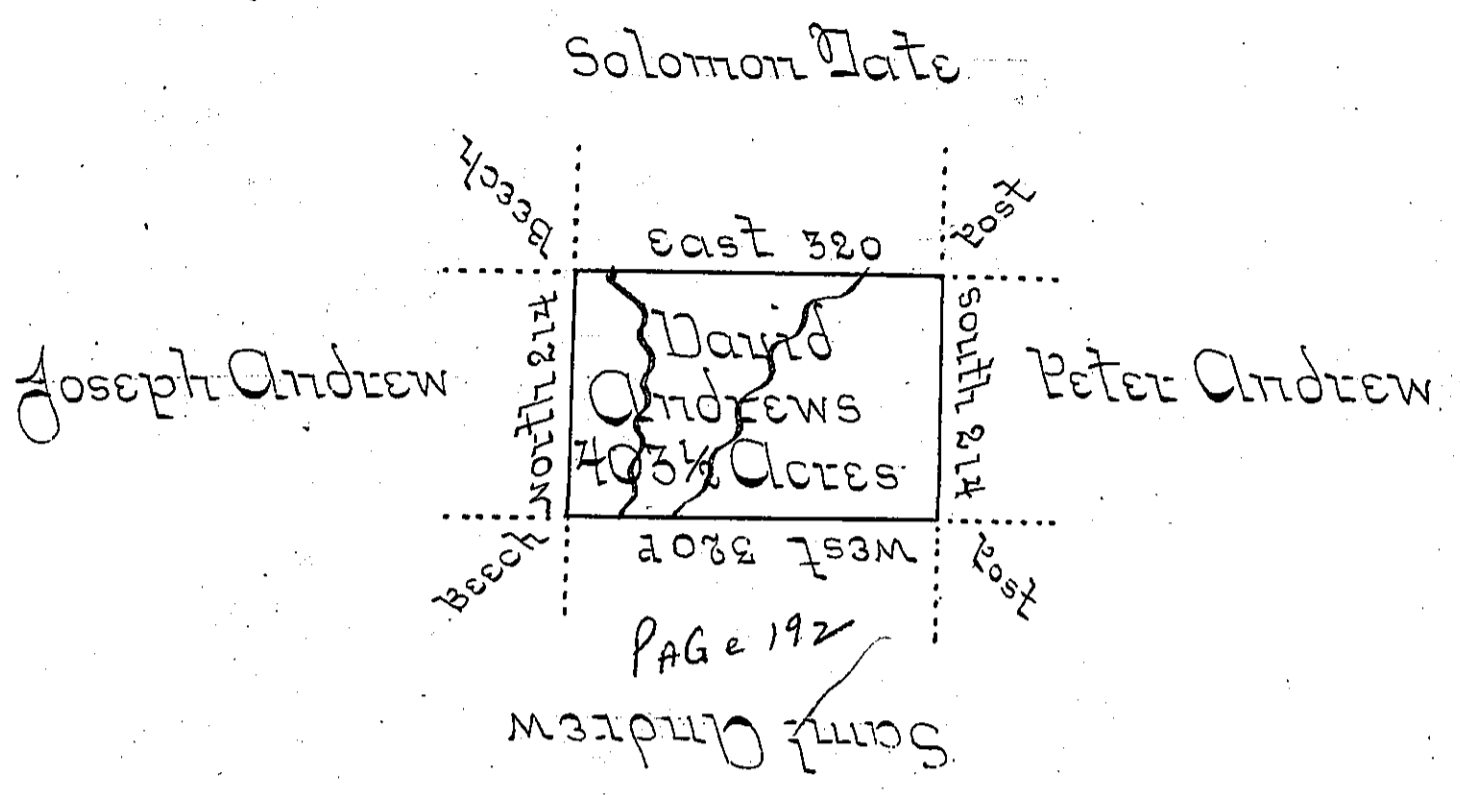 Solomon Tate
Beech
Post
East 320
Joseph Andrew
North 214
David
Andrews
403½ Acres
South 214
Peter Andrew
Beech
West 320P
Post
PAGe 192
Saml Andrew